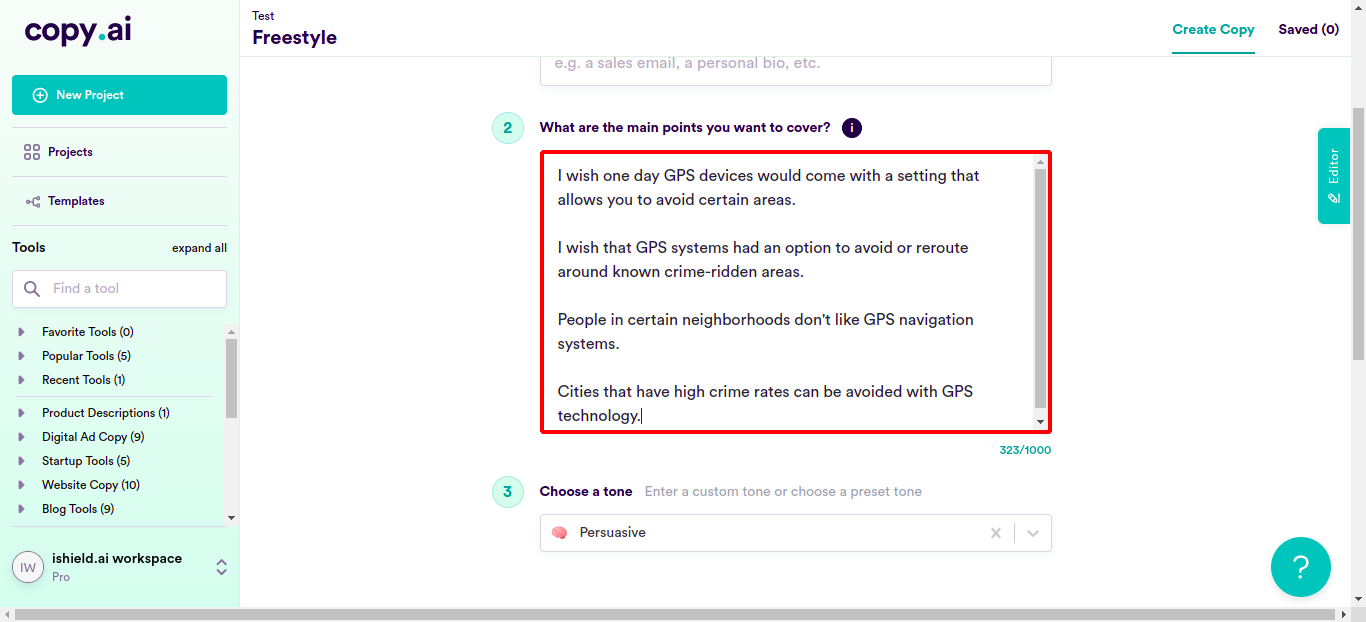 copy.ai
New Project
Projects
Templates
Tools
expand all
Find a tool
Favorite Tools (0)
Popular Tools (5)
Recent Tools (1)
Product Descriptions (1)
Digital Ad Copy (9)
Startup Tools (5)
Website Copy (10)
Blog Tools (9)
IW
ishield.ai workspace
Pro
Test
Freestyle
Create Copy
Saved (0)
e.g. a sales email, a personal bio, etc.
2
What are the main points you want to cover?
i
I wish one day GPS devices would come with a setting that
allows you to avoid certain areas.
I wish that GPS systems had an option to avoid or reroute
around known crime-ridden areas.
People in certain neighborhoods don't like GPS navigation
systems.
Cities that have high crime rates can be avoided with GPS
technology.
323/1000
3
Choose a tone
Enter a custom tone or choose a preset tone
Persuasive
Editor
?